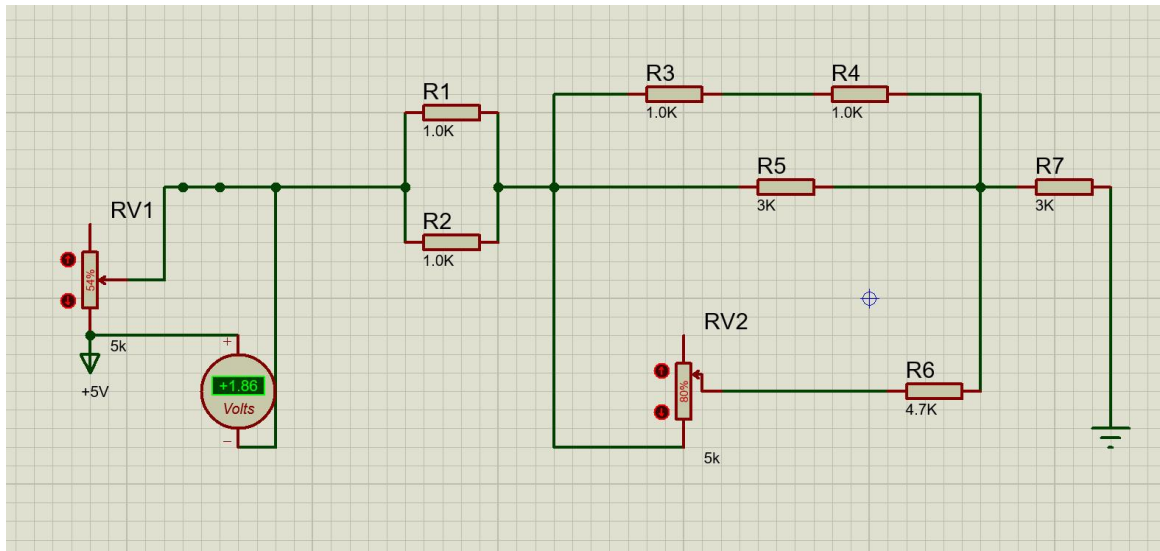 R3
1.0K
R4
1.0K
R1
1.0K
R5
3K
R7
3K
RV1
54%
5k
R2
1.0K
+5V
+
+1.86
Volts
−
RV2
80%
5k
R6
4.7K